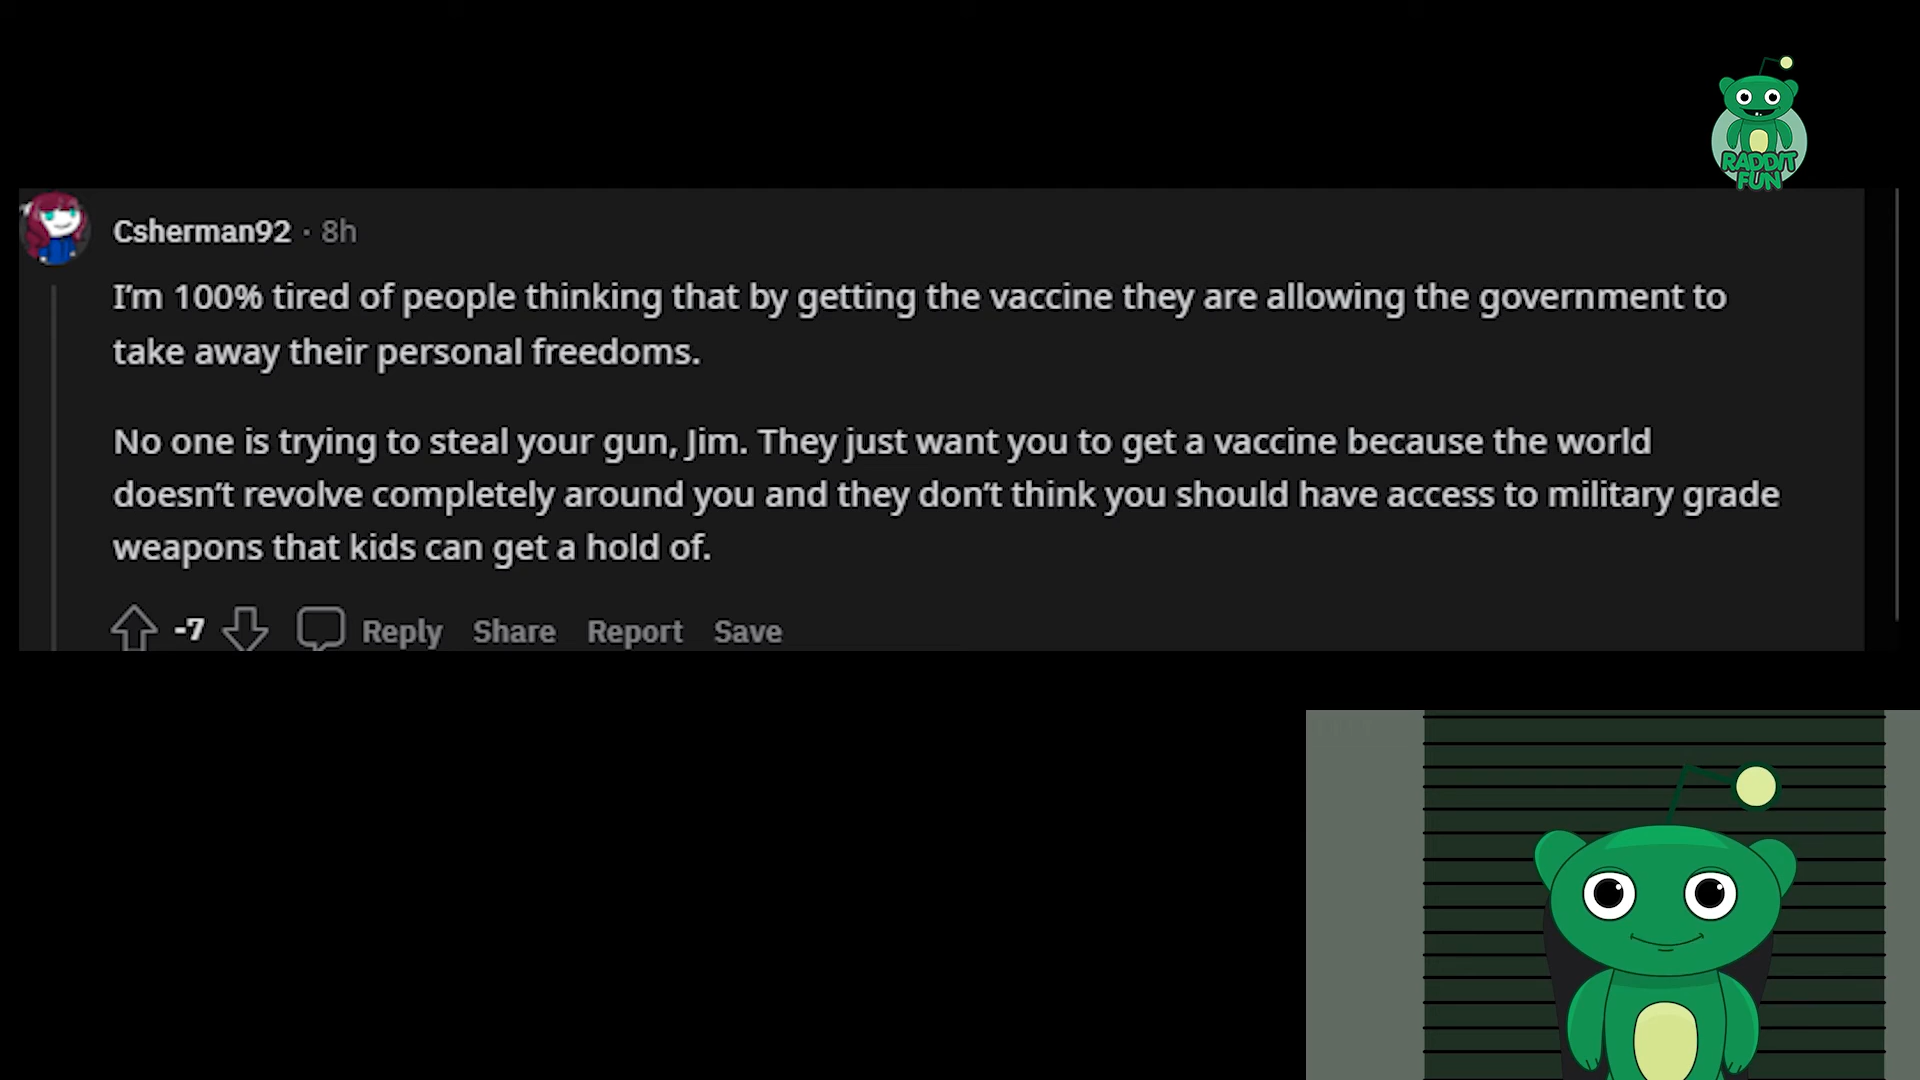 RADDIT
FUN
Csherman92 · 8h
I'm 100% tired of people thinking that by getting the vaccine they are allowing the government to
take away their personal freedoms.
No one is trying to steal your gun, Jim. They just want you to get a vaccine because the world
doesn't revolve completely around you and they don't think you should have access to military grade
weapons that kids can get a hold of.
-7 Reply Share Report Save